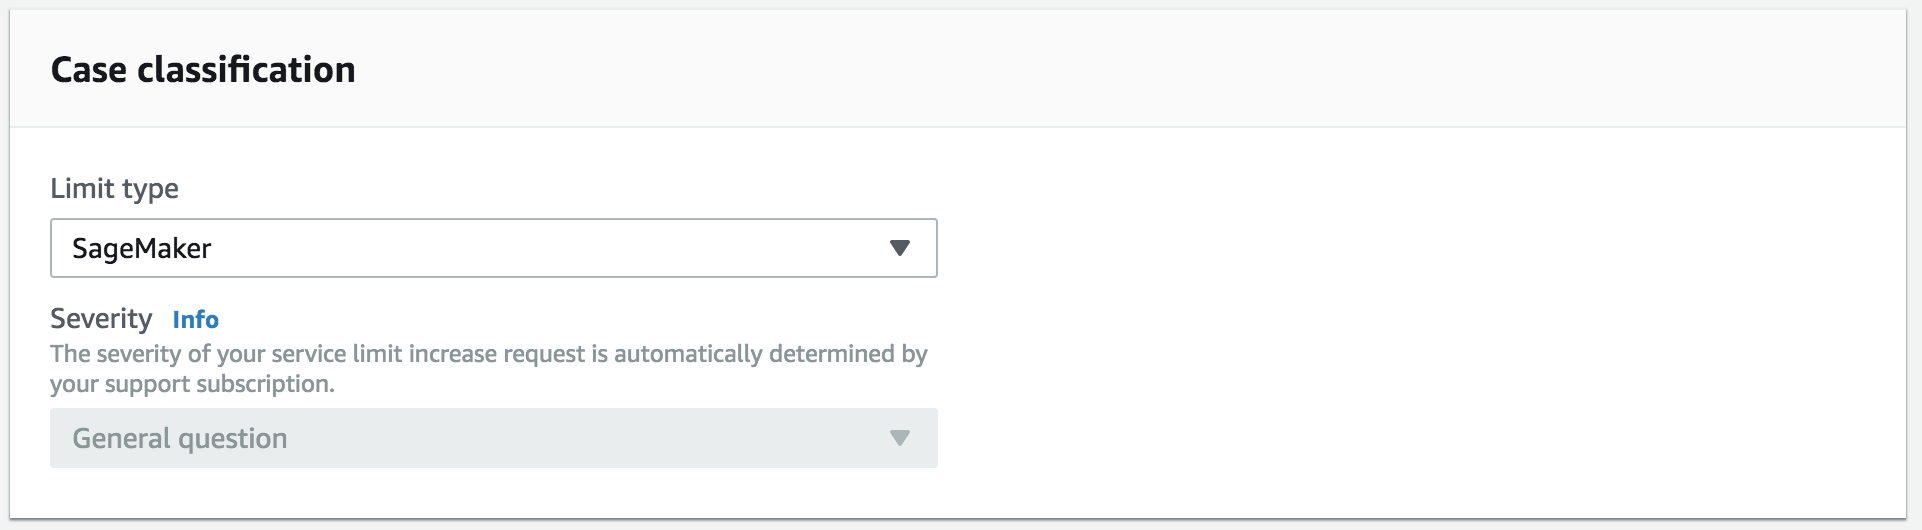 Case classification
Limit type
SageMaker
Severity Info
The severity of your service limit increase request is automatically determined by
your support subscription.
General question